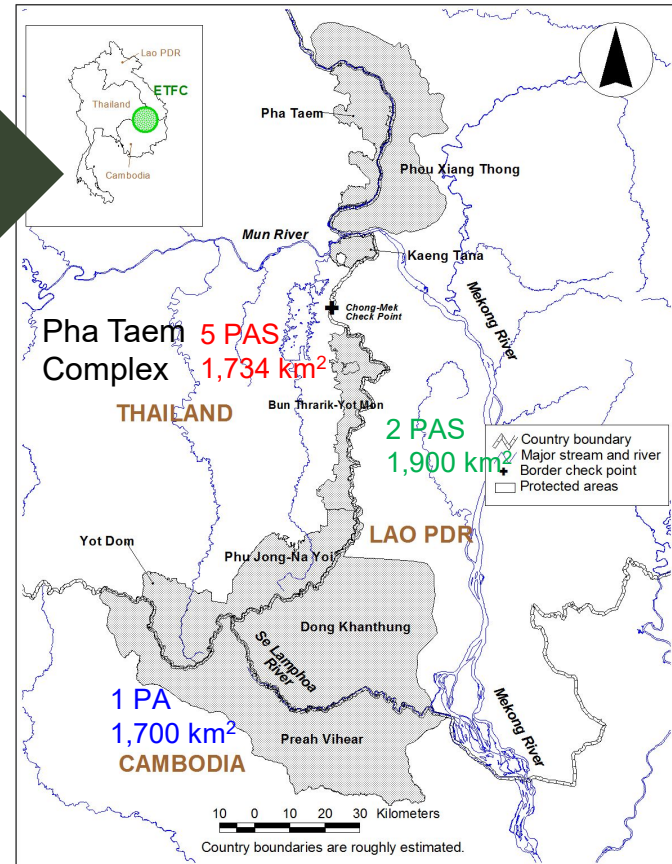 Lao PDR
ETFC
Thailand
Cambodia
Pha Taem
Phou Xiang Thong
Mun River
Kaeng Tana
Chong-Mek
Check Point
Mekong River
Pha Taem
Complex
5 PAS
1,734 km²
THAILAND
Bun Thrarik-Yot Mon
2 PAS
1,900 km²
Country boundary
Major stream and river
Border check point
Protected areas
LAO PDR
Yot Dom
Phu Jong-Na Yoi
Dong Khanthung
Se Lamphoa
River
1 PA
1,700 km²
CAMBODIA
Preah Vihear
Mekong River
10 0 10 20 30 Kilometers
Country boundaries are roughly estimated.